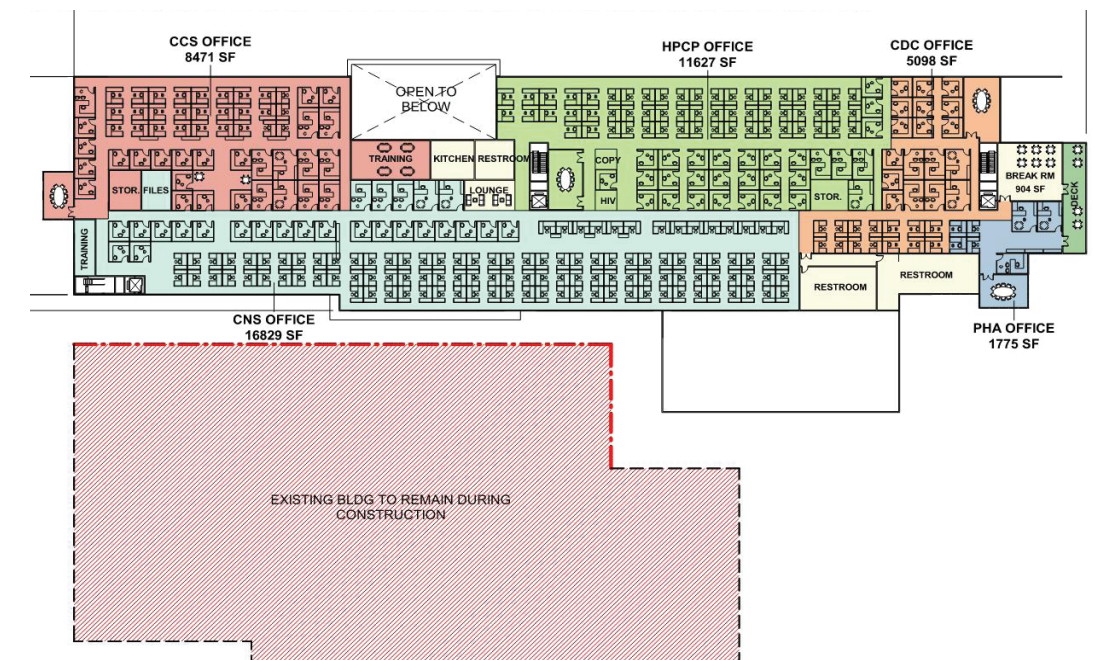 CCS OFFICE
8471 SF
HPCP OFFICE
11627 SF
CDC OFFICE
5098 SF
OPEN TO
BELOW
TRAINING
KITCHEN
RESTROOM
COPY
BREAK RM
904 SF
STOR.
FILES
LOUNGE
HIV
STOR.
DECK
TRAINING
RESTROOM
RESTROOM
CNS OFFICE
16829 SF
PHA OFFICE
1775 SF
EXISTING BLDG TO REMAIN DURING
CONSTRUCTION